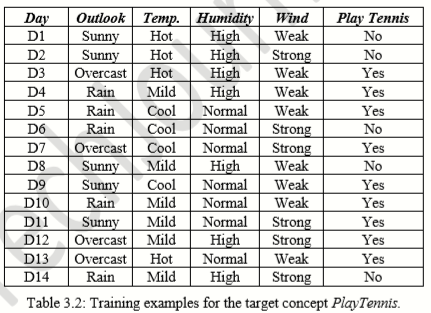 Day Outlook Temp. Humidity Wind Play Tennis
D1 Sunny Hot High Weak No
D2 Sunny Hot High Strong No
D3 Overcast Hot High Weak Yes
D4 Rain Mild High Weak Yes
D5 Rain Cool Normal Weak Yes
D6 Rain Cool Normal Strong No
D7 Overcast Cool Normal Strong Yes
D8 Sunny Mild High Weak No
D9 Sunny Cool Normal Weak Yes
D10 Rain Mild Normal Weak Yes
D11 Sunny Mild Normal Strong Yes
D12 Overcast Mild High Strong Yes
D13 Overcast Hot Normal Weak Yes
D14 Rain Mild High Strong No
Table 3.2: Training examples for the target concept PlayTennis.